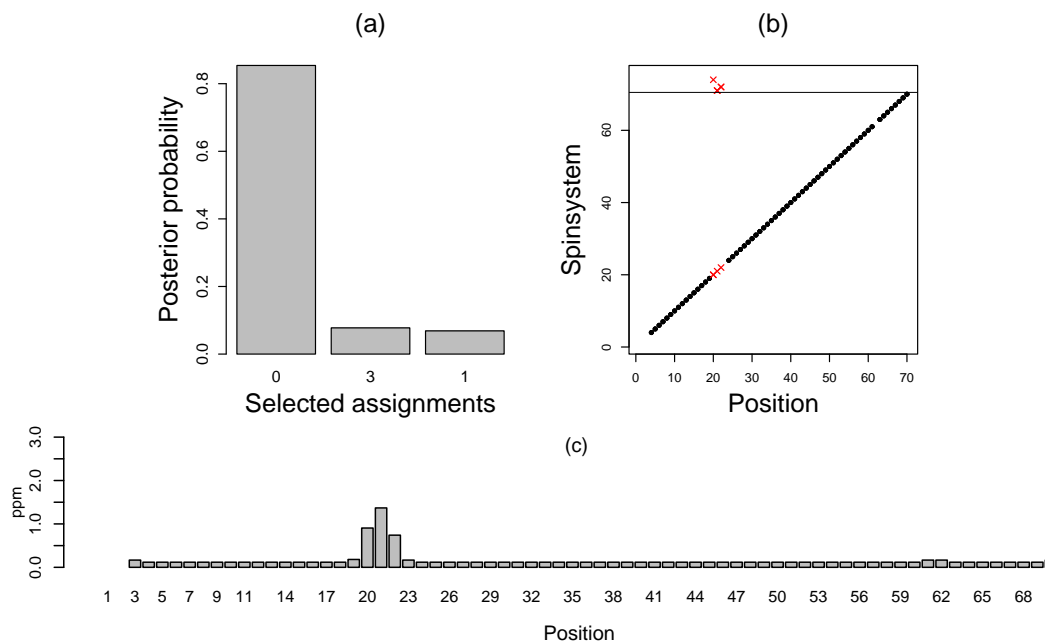 (a)
Posterior probability
0.0 0.2 0.4 0.6 0.8
0 3 1
Selected assignments
(b)
Spinsystem
0 20 40 60
0 10 20 30 40 50 60 70
Position
(c)
ppm
0.0 1.0 2.0 3.0
1 3 5 7 9 11 14 17 20 23 26 29 32 35 38 41 44 47 50 53 56 59 62 65 68
Position